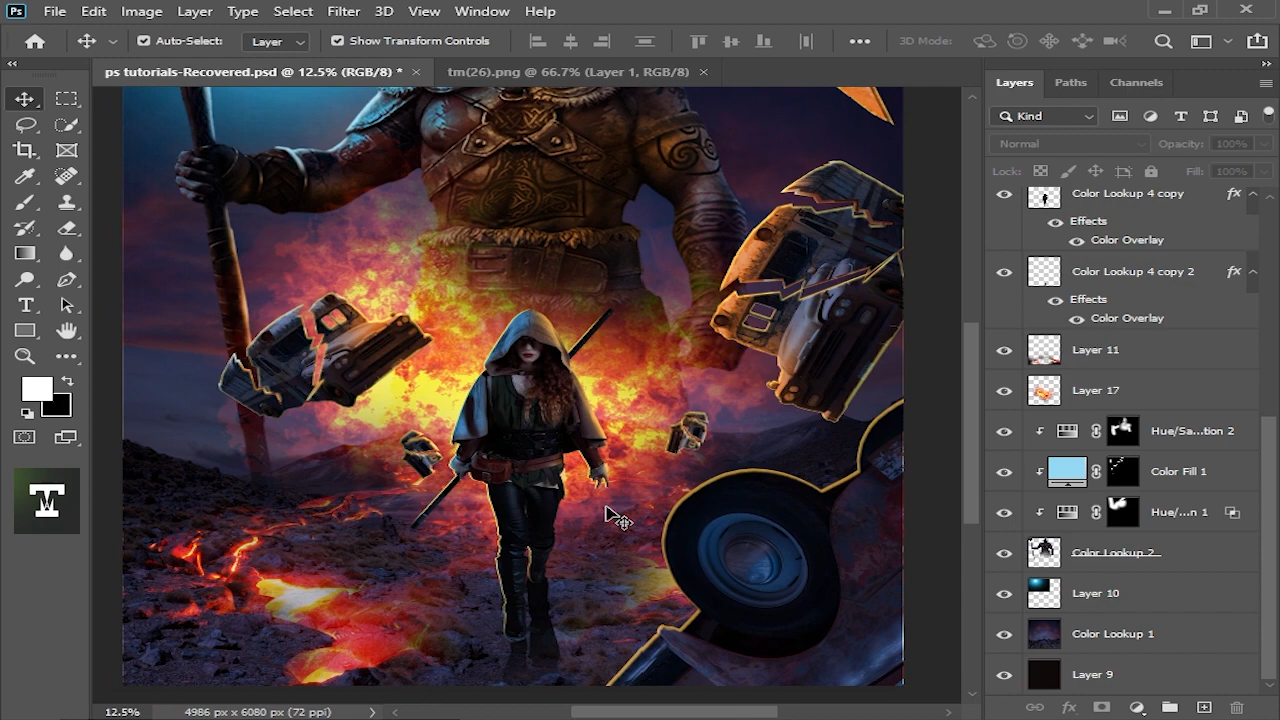 Ps File Edit Image Layer Type Select Filter 3D View Window Help
Auto-Select: Layer Show Transform Controls 3D Mode:
ps tutorials-Recovered.psd @ 12.5% (RGB/8) * × tm(26).png @ 66.7% (Layer 1, RGB/8) ×
Layers Paths Channels
Kind
Normal Opacity: 100%
Lock: Fill: 100%
Color Lookup 4 copy fx
Effects
Color Overlay
Color Lookup 4 copy 2 fx
Effects
Color Overlay
Layer 11
Layer 17
Hue/Sa...tion 2
Color Fill 1
Hue/...n 1
Color Lookup 2
Layer 10
Color Lookup 1
Layer 9
12.5% 4986 px x 6080 px (72 ppi)